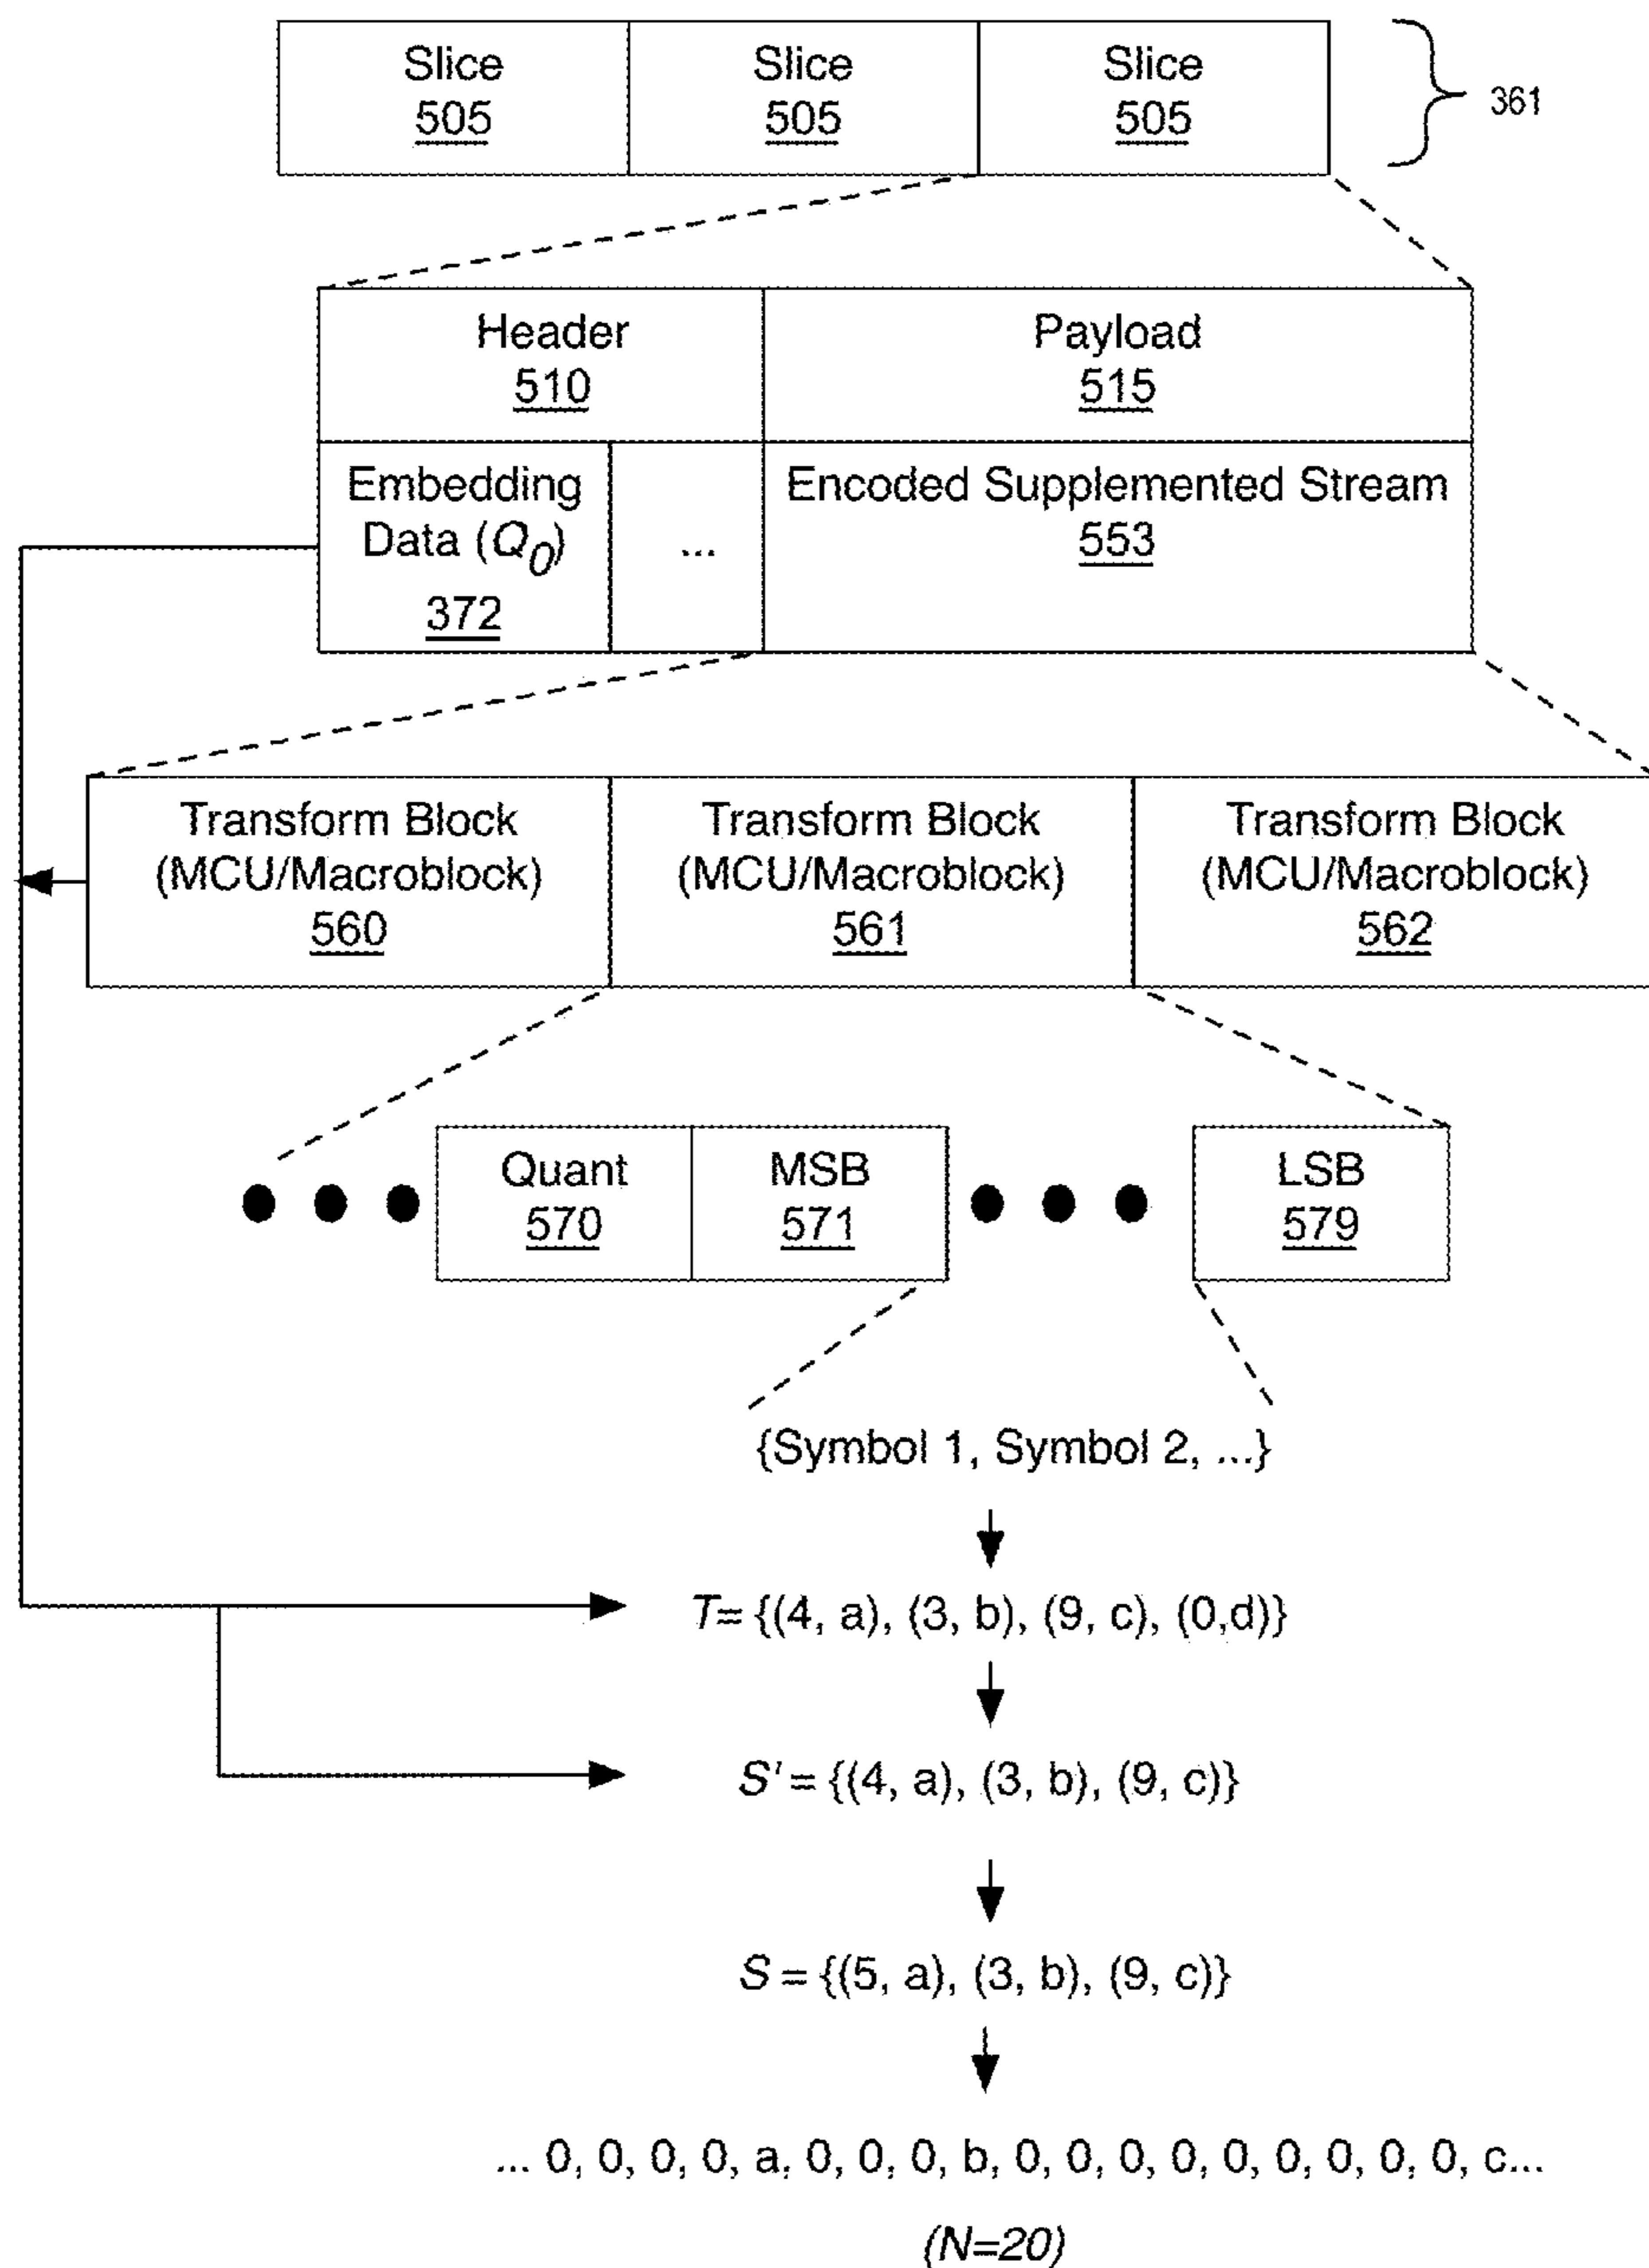 Slice Slice Slice
505 505 505
361
Header Payload
510 515
Embedding Encoded Supplemented Stream
Data (Q0) ... 553
372
Transform Block Transform Block Transform Block
(MCU/Macroblock) (MCU/Macroblock) (MCU/Macroblock)
560 561 562
Quant MSB LSB
570 571 579
{Symbol 1, Symbol 2, ...}
T= {(4, a), (3, b), (9, c), (0,d)}
S' = {(4, a), (3, b), (9, c)}
S = {(5, a), (3, b), (9, c)}
... 0, 0, 0, 0, a, 0, 0, 0, b, 0, 0, 0, 0, 0, 0, 0, 0, 0, c...
(N=20)